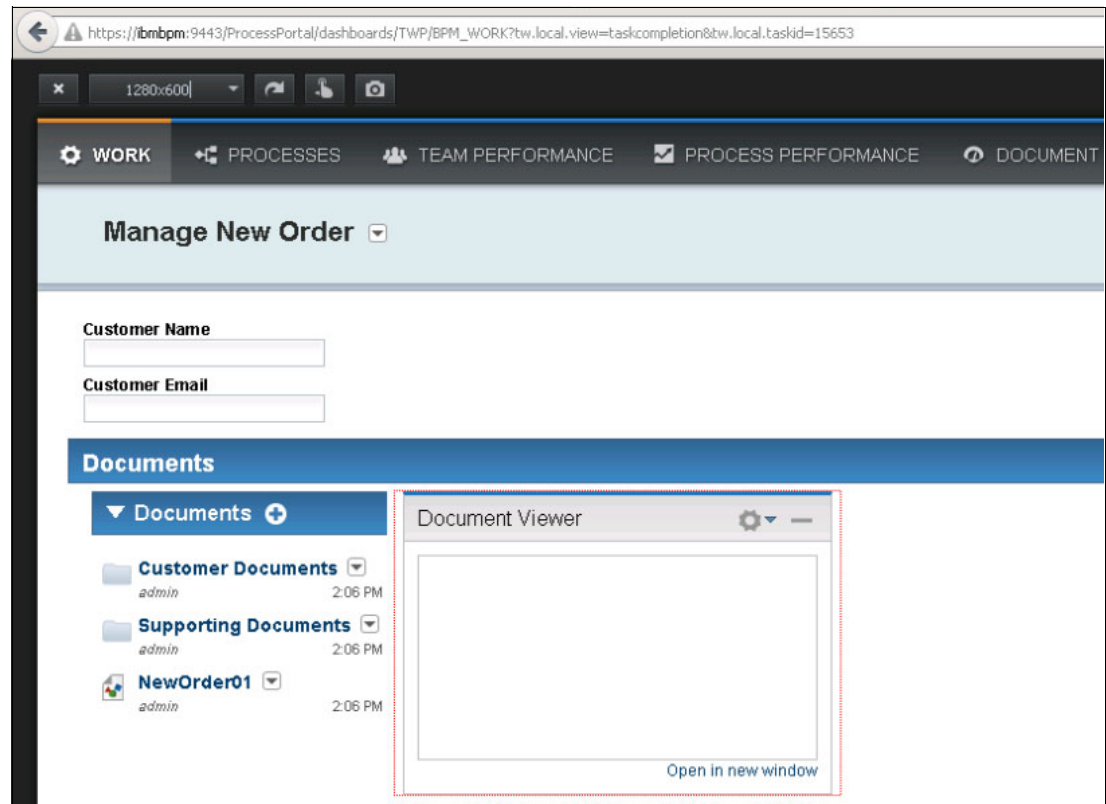 https://ibmbpm:9443/ProcessPortal/dashboards/TWP/BPM_WORK?tw.local.view=taskcompletion&tw.local.taskid=15653
1280x600
WORK PROCESSES TEAM PERFORMANCE PROCESS PERFORMANCE DOCUMENT
Manage New Order
Customer Name
Customer Email
Documents
Documents
Document Viewer
Customer Documents
admin 2:06 PM
Supporting Documents
admin 2:06 PM
NewOrder01
admin 2:06 PM
Open in new window